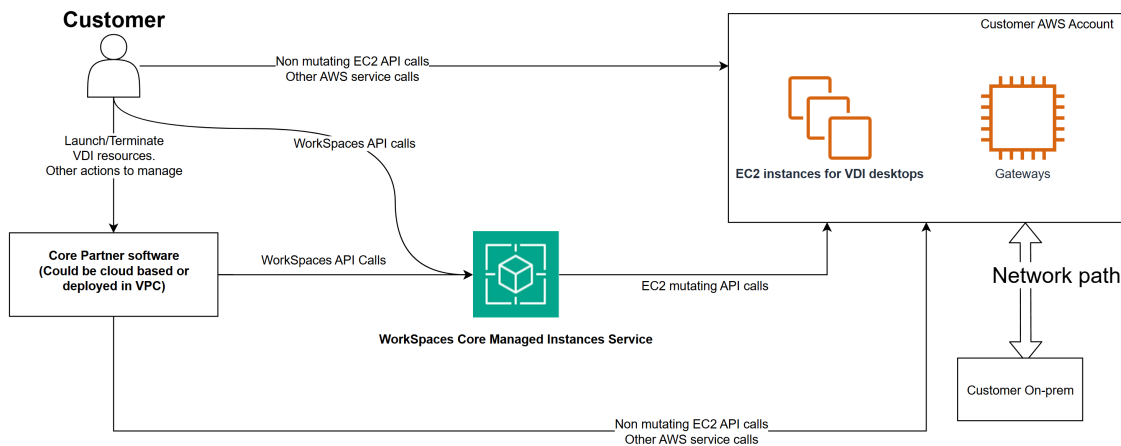 Customer
Customer AWS Account
Non mutating EC2 API calls
Other AWS service calls
Launch/Terminate
VDI resources.
Other actions to manage
WorkSpaces API calls
EC2 instances for VDI desktops
Gateways
Core Partner software
(Could be cloud based or
deployed in VPC)
WorkSpaces API Calls
EC2 mutating API calls
Network path
WorkSpaces Core Managed Instances Service
Customer On-prem
Non mutating EC2 API calls
Other AWS service calls